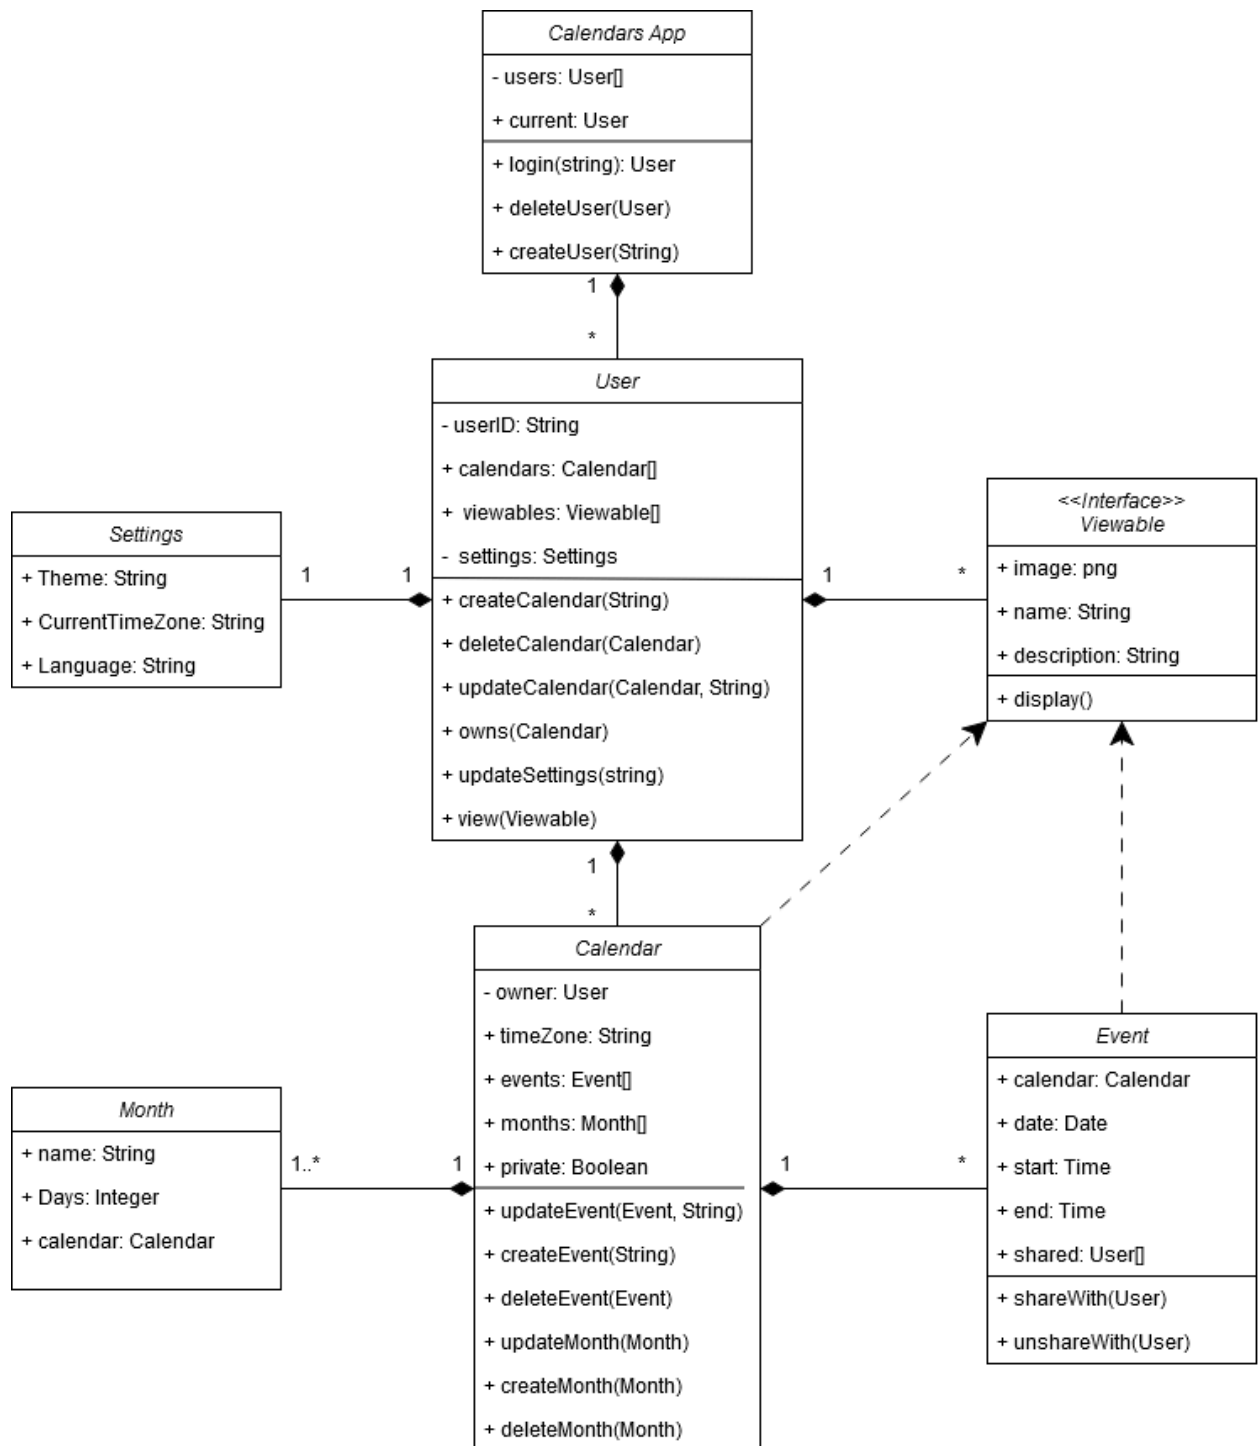 Calendars App
- users: User[]
+ current: User
+ login(string): User
+ deleteUser(User)
+ createUser(String)
1
*
User
- userID: String
+ calendars: Calendar[]
+ viewables: Viewable[]
- settings: Settings
+ createCalendar(String)
+ deleteCalendar(Calendar)
+ updateCalendar(Calendar, String)
+ owns(Calendar)
+ updateSettings(string)
+ view(Viewable)
Settings
+ Theme: String
+ CurrentTimeZone: String
+ Language: String
1
1
1
*
<<Interface>>
Viewable
+ image: png
+ name: String
+ description: String
+ display()
1
*
Calendar
- owner: User
+ timeZone: String
+ events: Event[]
+ months: Month[]
+ private: Boolean
+ updateEvent(Event, String)
+ createEvent(String)
+ deleteEvent(Event)
+ updateMonth(Month)
+ createMonth(Month)
+ deleteMonth(Month)
Month
+ name: String
+ Days: Integer
+ calendar: Calendar
1..*
1
1
*
Event
+ calendar: Calendar
+ date: Date
+ start: Time
+ end: Time
+ shared: User[]
+ shareWith(User)
+ unshareWith(User)